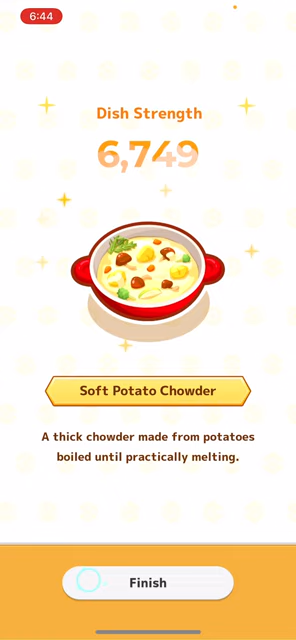 6:44
Dish Strength
6,749
Soft Potato Chowder
A thick chowder made from potatoes
boiled until practically melting.
Finish